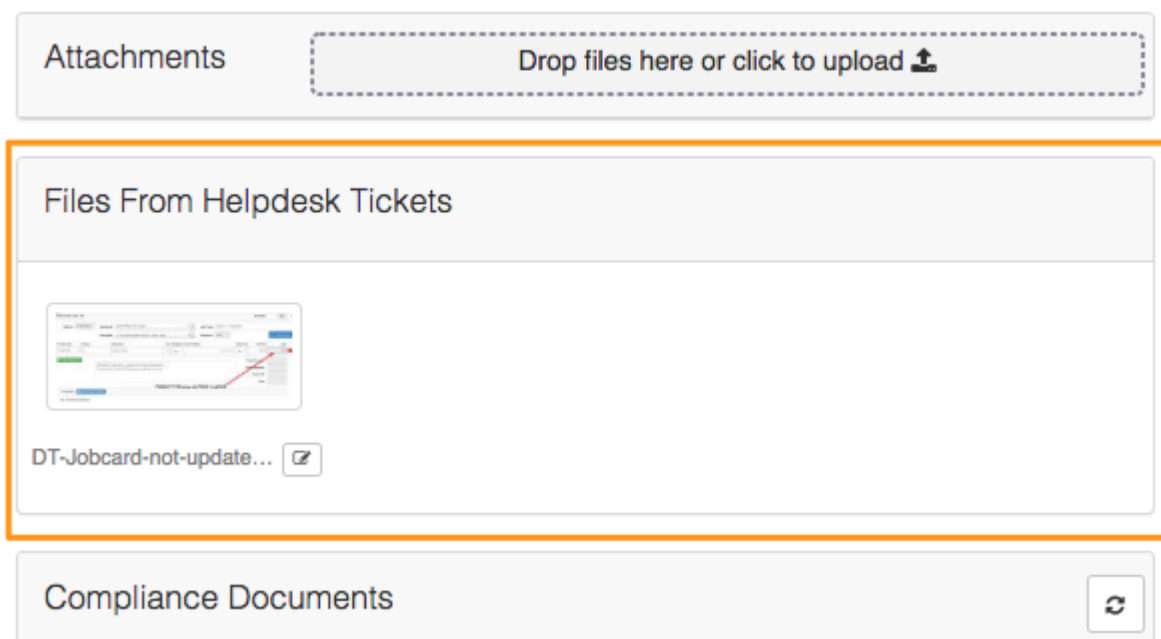 Attachments
Drop files here or click to upload
Files From Helpdesk Tickets
DT-Jobcard-not-update...
Compliance Documents